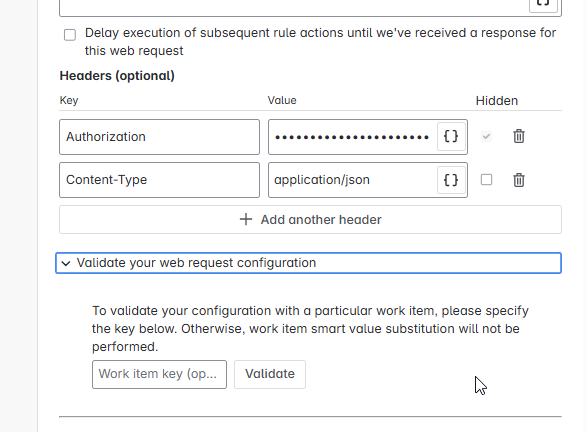 {}
Delay execution of subsequent rule actions until we've received a response for
this web request
Headers (optional)
Key Value Hidden
Authorization •••••••••••••••••••••• {}
Content-Type application/json {}
+ Add another header
Validate your web request configuration
To validate your configuration with a particular work item, please specify
the key below. Otherwise, work item smart value substitution will not be
performed.
Work item key (op... Validate